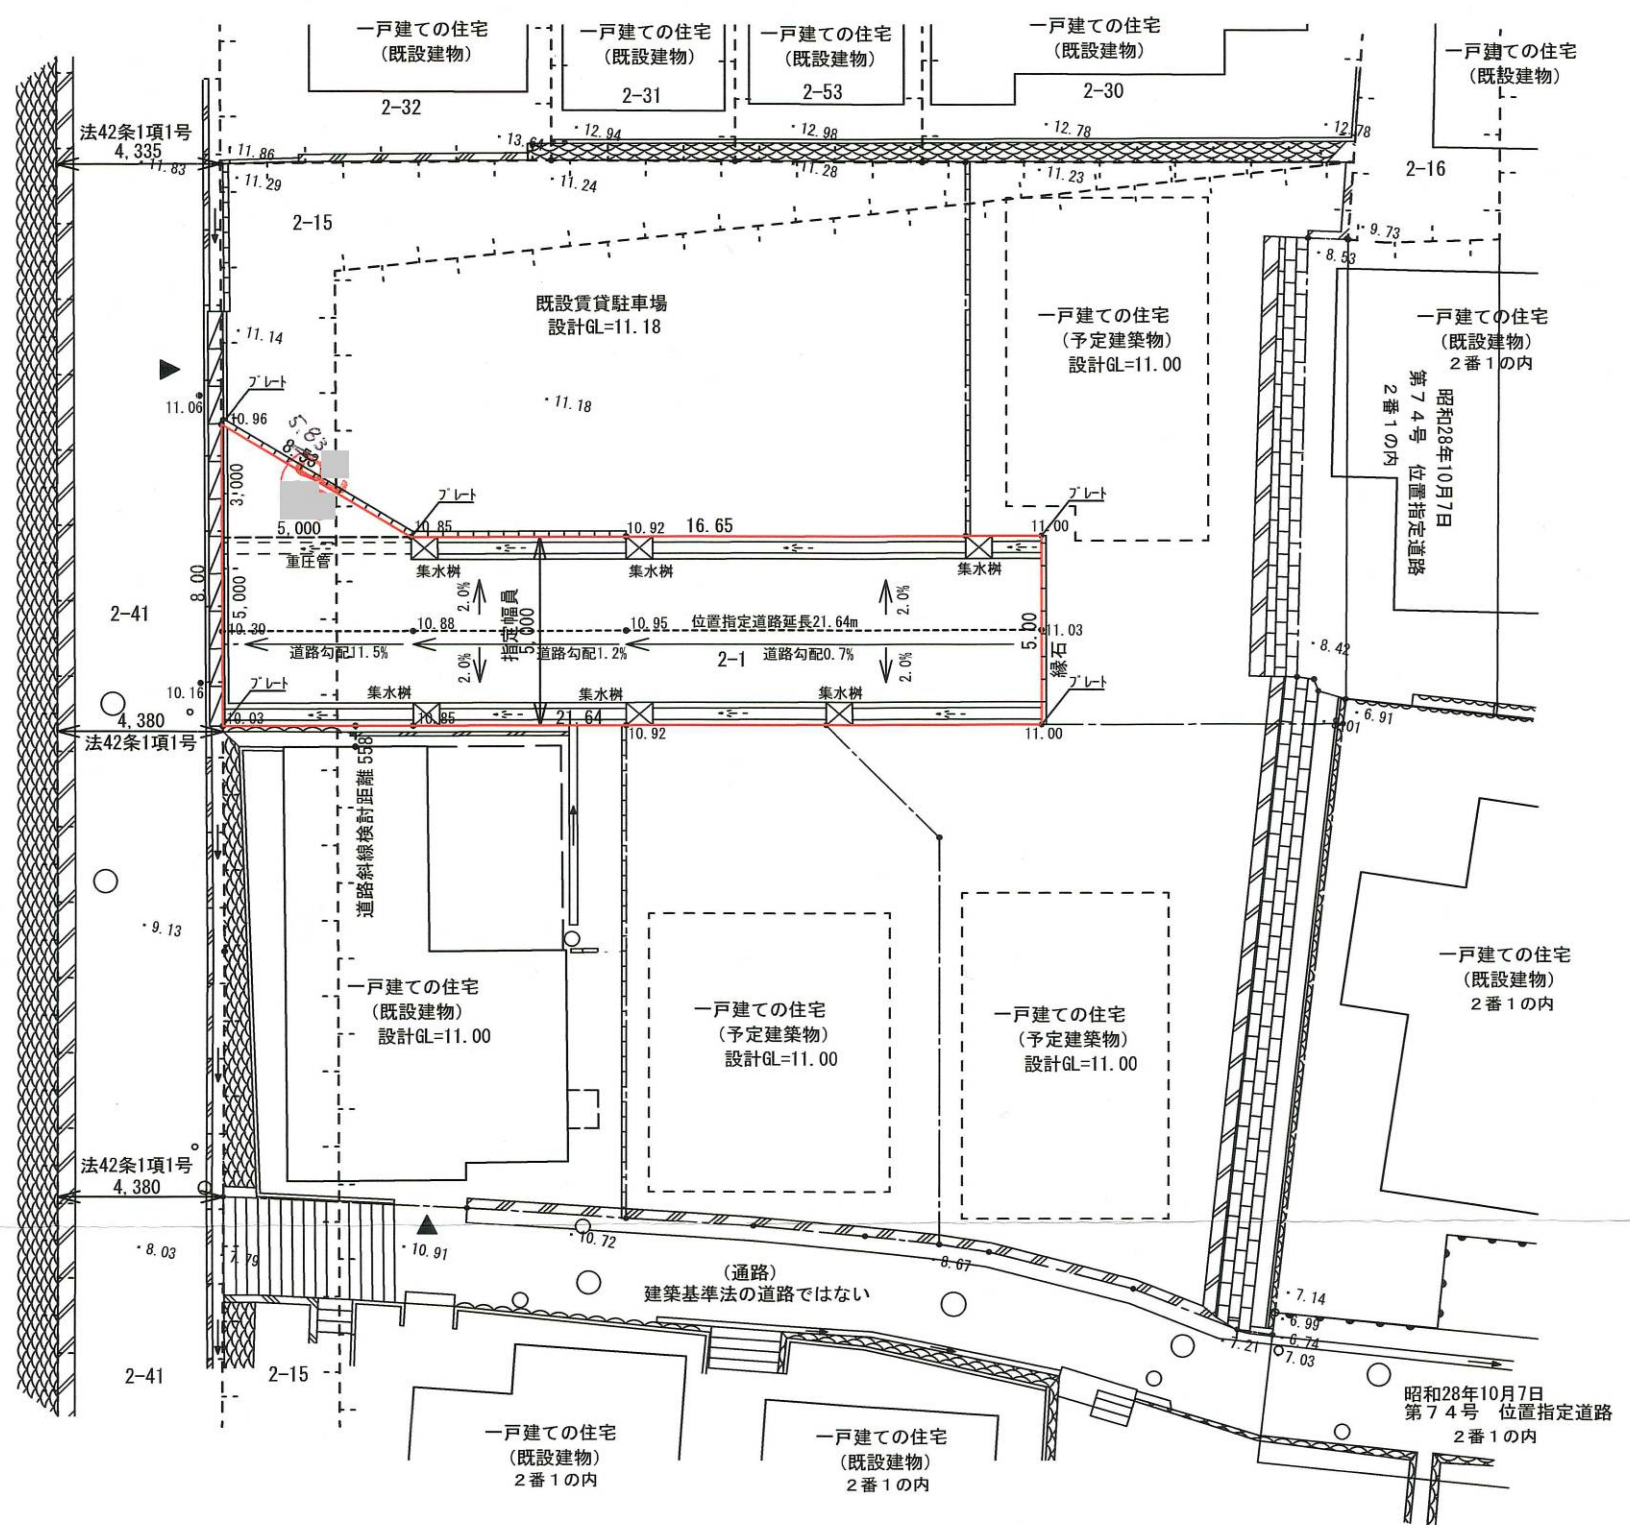 一戸建ての住宅
(既設建物)
2-32
一戸建ての住宅
(既設建物)
2-31
一戸建ての住宅
(既設建物)
2-53
一戸建ての住宅
(既設建物)
2-30
一戸建ての住宅
(既設建物)
法42条1項1号
4,335
11.83
11.86
12.94
12.98
12.78
12.78
11.29
11.24
11.28
11.23
2-15
2-16
9.73
8.53
既設賃貸駐車場
設計GL=11.18
11.18
一戸建ての住宅
(予定建築物)
設計GL=11.00
一戸建ての住宅
(既設建物)
2番1の内
昭和28年10月7日
第74号 位置指定道路
2番1の内
11.14
11.06
プレート
10.96
5.83
8.53
3,000
5,000
重圧管
プレート
10.85
10.92
16.65
プレート
11.00
集水桝
集水桝
集水桝
8.00
5,000
2-41
2.0%
指定幅員
5,000
2.0%
10.30
10.88
10.95
位置指定道路延長21.64m
11.03
道路勾配11.5%
道路勾配1.2%
2-1
道路勾配0.7%
5.00
縁石
2.0%
2.0%
8.42
10.16
プレート
集水桝
集水桝
集水桝
プレート
4,380
法42条1項1号
10.03
10.85
21.64
10.92
11.00
6.91
道路斜線検討距離558
9.13
一戸建ての住宅
(既設建物)
設計GL=11.00
一戸建ての住宅
(予定建築物)
設計GL=11.00
一戸建ての住宅
(予定建築物)
設計GL=11.00
一戸建ての住宅
(既設建物)
2番1の内
法42条1項1号
4,380
8.03
7.79
10.91
10.72
8.67
(通路)
建築基準法の道路ではない
7.14
6.99
6.74
7.21
7.03
2-41
2-15
一戸建ての住宅
(既設建物)
2番1の内
一戸建ての住宅
(既設建物)
2番1の内
昭和28年10月7日
第74号 位置指定道路
2番1の内